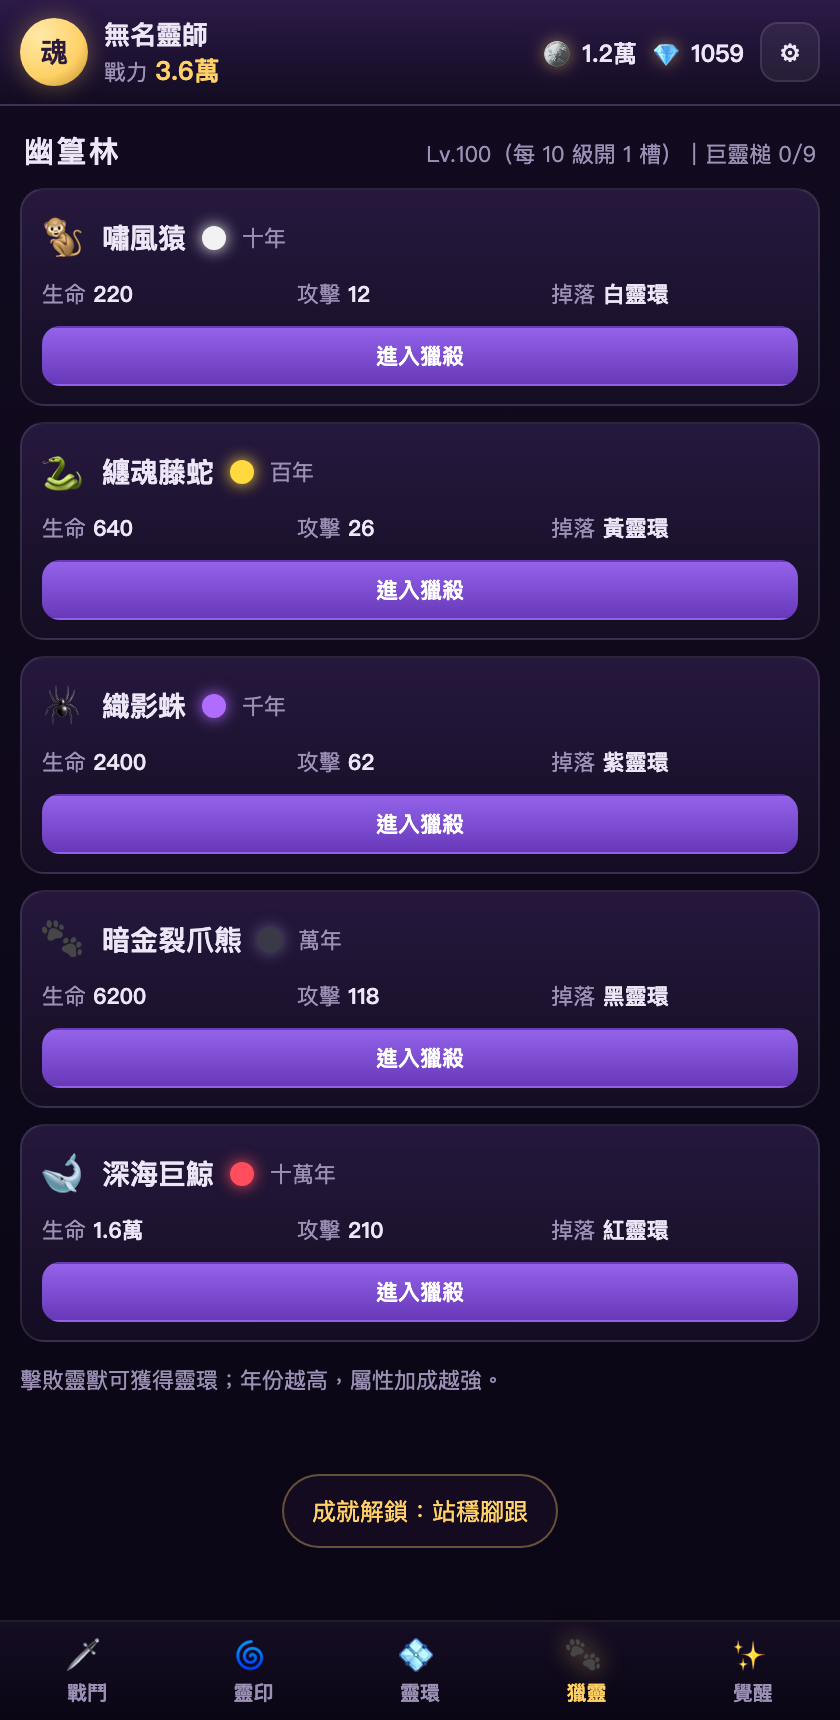 魂
無名靈師
戰力 3.6萬
1.2萬 1059
幽篁林
Lv.100（每 10 級開 1 槽）｜巨靈槌 0/9
嘯風猿 十年
生命 220 攻擊 12 掉落 白靈環
進入獵殺
纏魂藤蛇 百年
生命 640 攻擊 26 掉落 黃靈環
進入獵殺
織影蛛 千年
生命 2400 攻擊 62 掉落 紫靈環
進入獵殺
暗金裂爪熊 萬年
生命 6200 攻擊 118 掉落 黑靈環
進入獵殺
深海巨鯨 十萬年
生命 1.6萬 攻擊 210 掉落 紅靈環
進入獵殺
擊敗靈獸可獲得靈環；年份越高，屬性加成越強。
成就解鎖：站穩腳跟
戰鬥 靈印 靈環 獵靈 覺醒